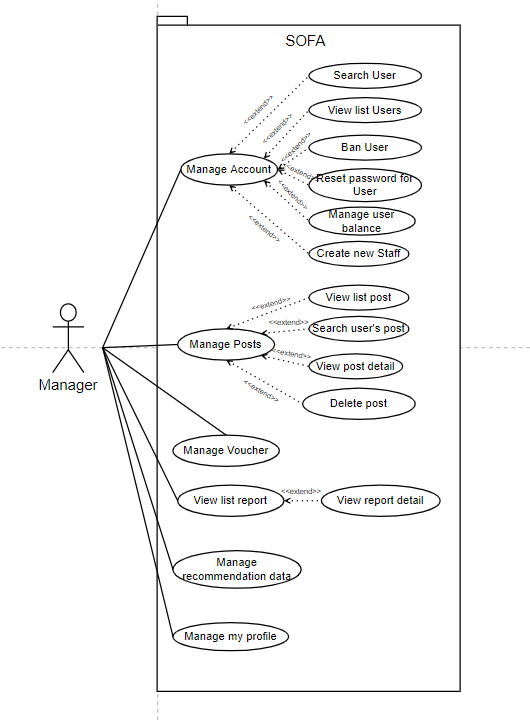 SOFA
Search User
<<extend>>
View list Users
<<extend>>
Ban User
<<extend>>
Manage Account
<<extend>>
Reset password for
User
<<extend>>
Manage user
balance
<<extend>>
Create new Staff
View list post
<<extend>>
<<extend>>
Search user's post
Manage Posts
<<extend>>
View post detail
<<extend>>
Delete post
Manager
Manage Voucher
<<extend>>
View list report
View report detail
Manage
recommendation data
Manage my profile